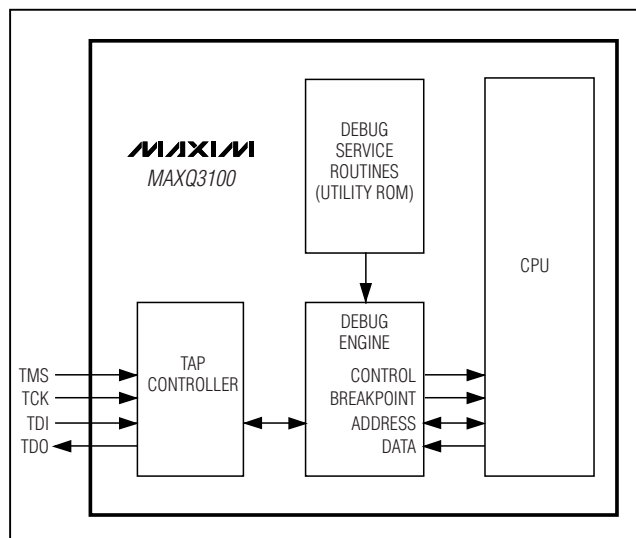 MAXIM
MAXQ3100
DEBUG
SERVICE
ROUTINES
(UTILITY ROM)
CPU
TAP
CONTROLLER
DEBUG
ENGINE
CONTROL
BREAKPOINT
ADDRESS
DATA
TMS
TCK
TDI
TDO